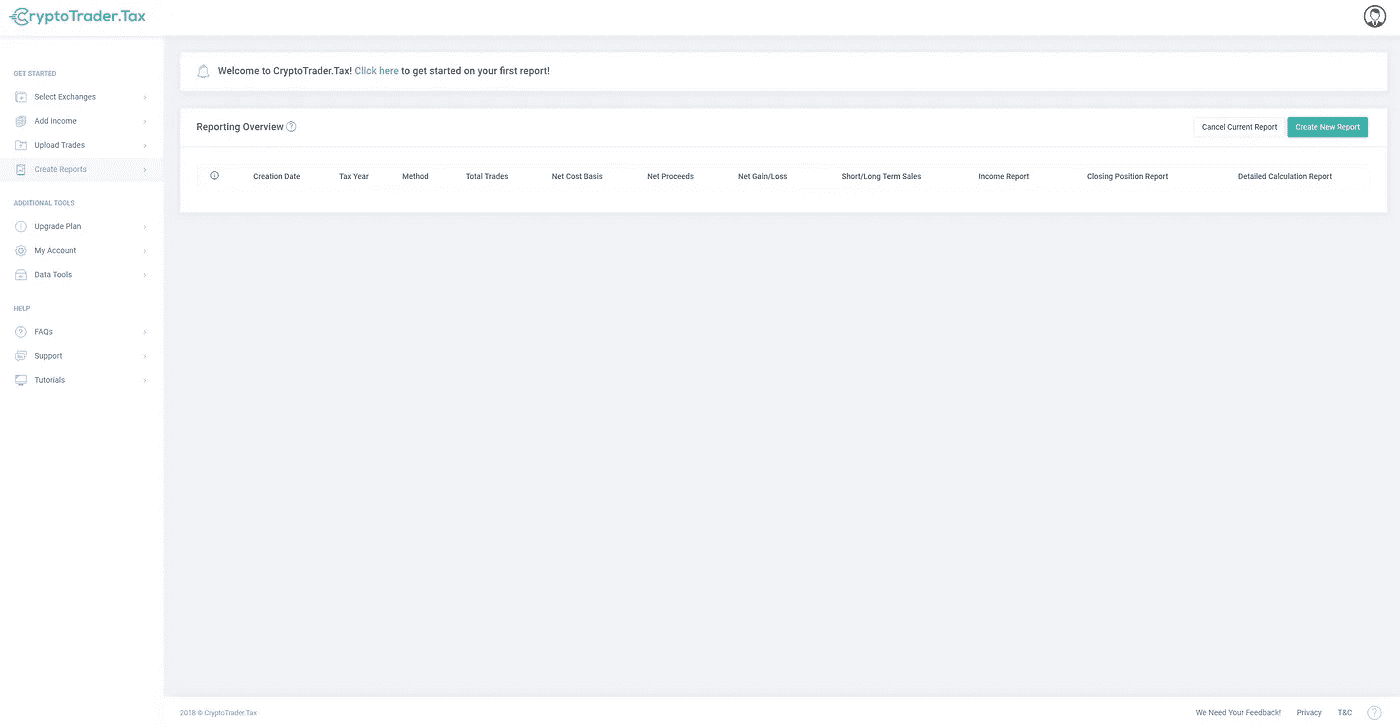 CryptoTrader.Tax
GET STARTED
Select Exchanges
Add Income
Upload Trades
Create Reports
ADDITIONAL TOOLS
Upgrade Plan
My Account
Data Tools
HELP
FAQs
Support
Tutorials
Welcome to CryptoTrader.Tax! Click here to get started on your first report!
Reporting Overview
Cancel Current Report Create New Report
Creation Date Tax Year Method Total Trades Net Cost Basis Net Proceeds Net Gain/Loss Short/Long Term Sales Income Report Closing Position Report Detailed Calculation Report
2018 © CryptoTrader.Tax We Need Your Feedback! Privacy T&C